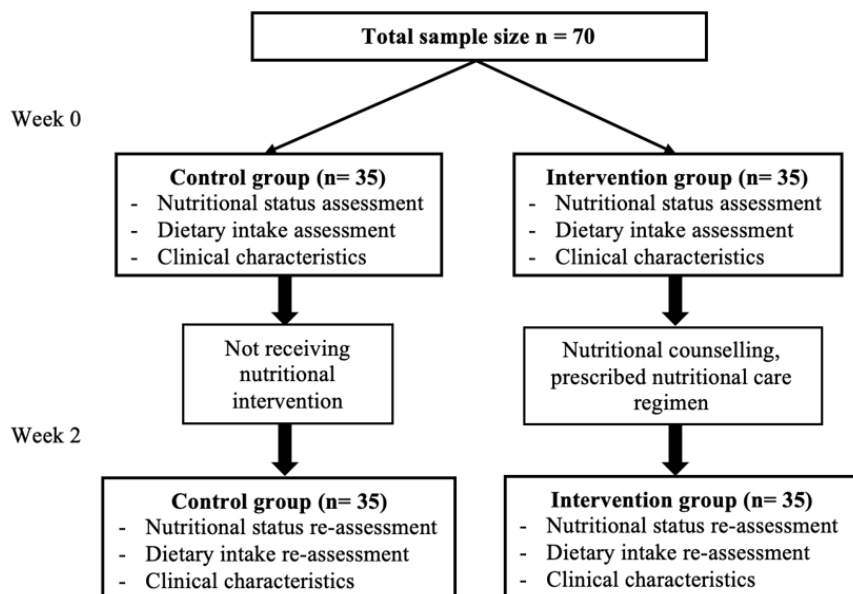 Total sample size n = 70
Week 0
Control group (n= 35)
- Nutritional status assessment
- Dietary intake assessment
- Clinical characteristics
Intervention group (n= 35)
- Nutritional status assessment
- Dietary intake assessment
- Clinical characteristics
Not receiving
nutritional
intervention
Nutritional counselling,
prescribed nutritional care
regimen
Week 2
Control group (n= 35)
- Nutritional status re-assessment
- Dietary intake re-assessment
- Clinical characteristics
Intervention group (n= 35)
- Nutritional status re-assessment
- Dietary intake re-assessment
- Clinical characteristics